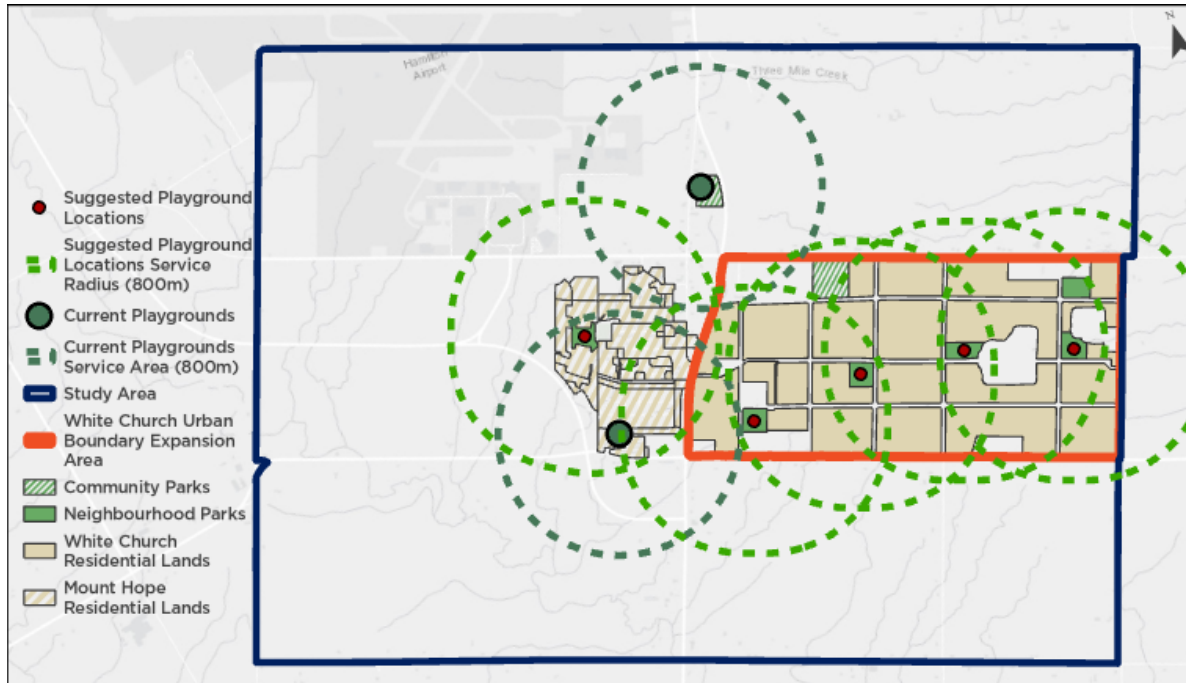 Hamilton
Airport
Three Mile Creek
N
Suggested Playground
Locations
Suggested Playground
Locations Service
Radius (800m)
Current Playgrounds
Current Playgrounds
Service Area (800m)
Study Area
White Church Urban
Boundary Expansion
Area
Community Parks
Neighbourhood Parks
White Church
Residential Lands
Mount Hope
Residential Lands